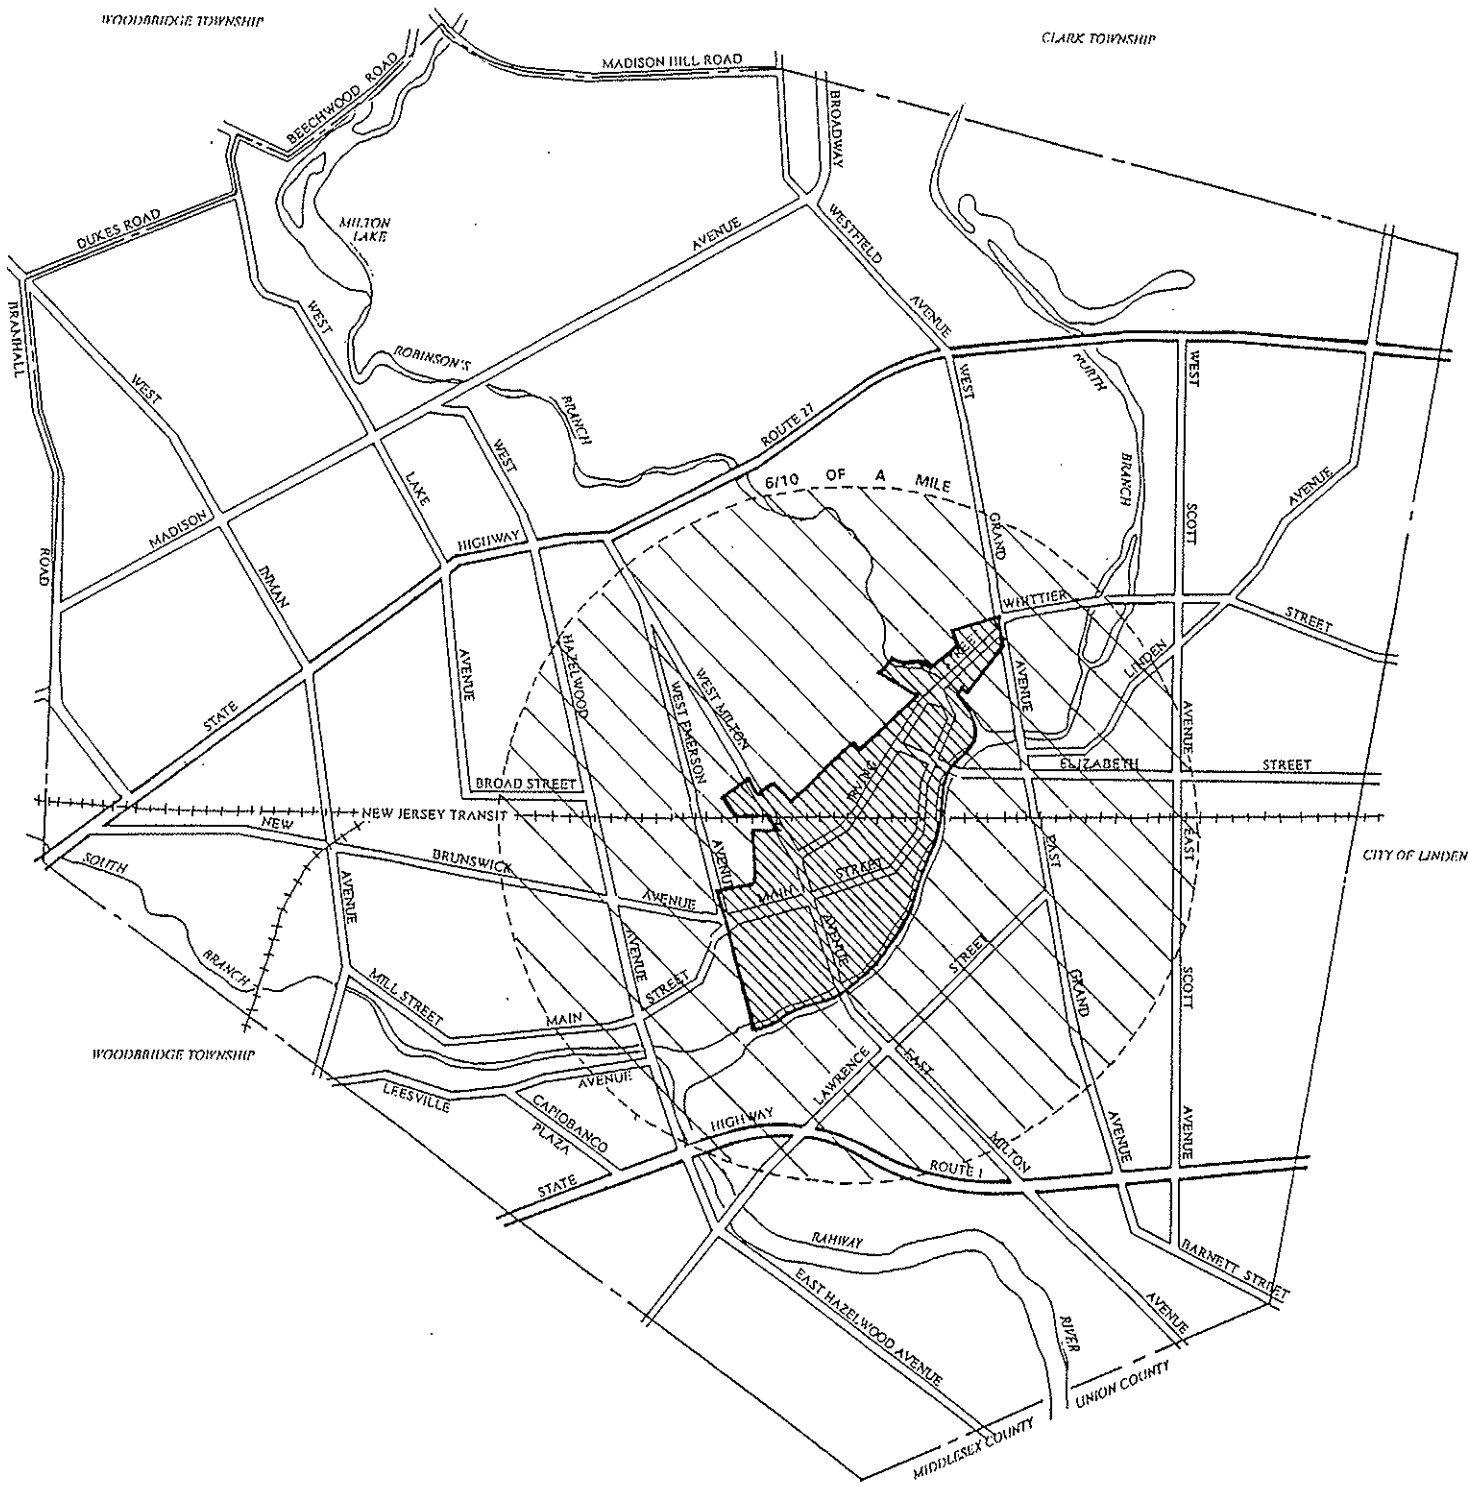 WOODBRIDGE TOWNSHIP
CLARK TOWNSHIP
MADISON HILL ROAD
BEECHWOOD ROAD
BROADWAY
DUKES ROAD
MILTON
LAKE
AVENUE
WESTFIELD
AVENUE
BRAMHALL
ROAD
WEST
WEST
ROBINSON'S
BRANCH
ROUTE 27
WEST
NORTH
BRANCH
WEST
WEST
LAKE
6/10 OF A MILE
GRAND
SCOTT
AVENUE
MADISON
HIGHWAY
INMAN
WHITTIER
STREET
STREET
LINDEN
HAZELWOOD
WEST MILTON
WEST EMERSON
AVENUE
AVENUE
AVENUE
STATE
ELIZABETH
STREET
BROAD STREET
IRVING
NEW JERSEY TRANSIT
NEW
BRUNSWICK
AVENUE
SOUTH
BRANCH
AVENUE
AVENUE
MAIN
STREET
AVENUE
EAST
EAST
CITY OF LINDEN
AVENUE
STREET
GRAND
SCOTT
MILL STREET
MAIN
STREET
WOODBRIDGE TOWNSHIP
LEESVILLE
AVENUE
CAPIOBANCO
PLAZA
LAWRENCE
EAST
HIGHWAY
MILTON
AVENUE
AVENUE
STATE
ROUTE 1
RAHWAY
RIVER
BARNETT STREET
EAST HAZELWOOD AVENUE
AVENUE
MIDDLESEX COUNTY
UNION COUNTY